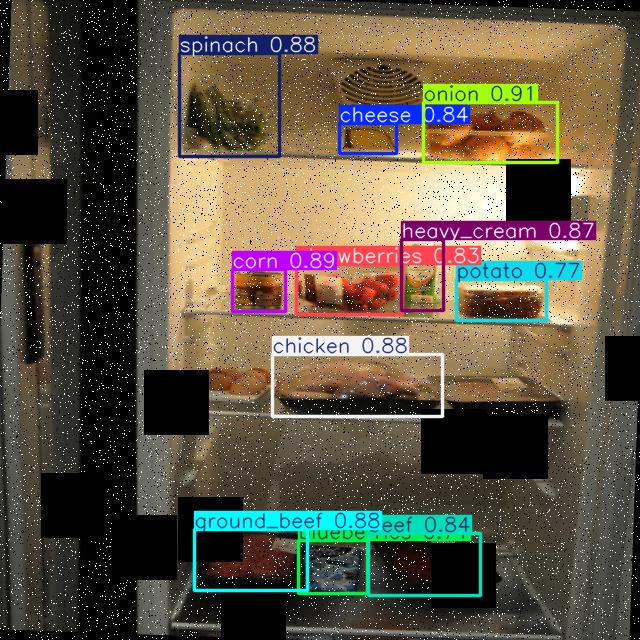 spinach 0.88
onion 0.91
cheese 0.84
heavy_cream 0.87
corn 0.89
wberries 0.83
potato 0.77
chicken 0.88
ground_beef 0.88
eef 0.84